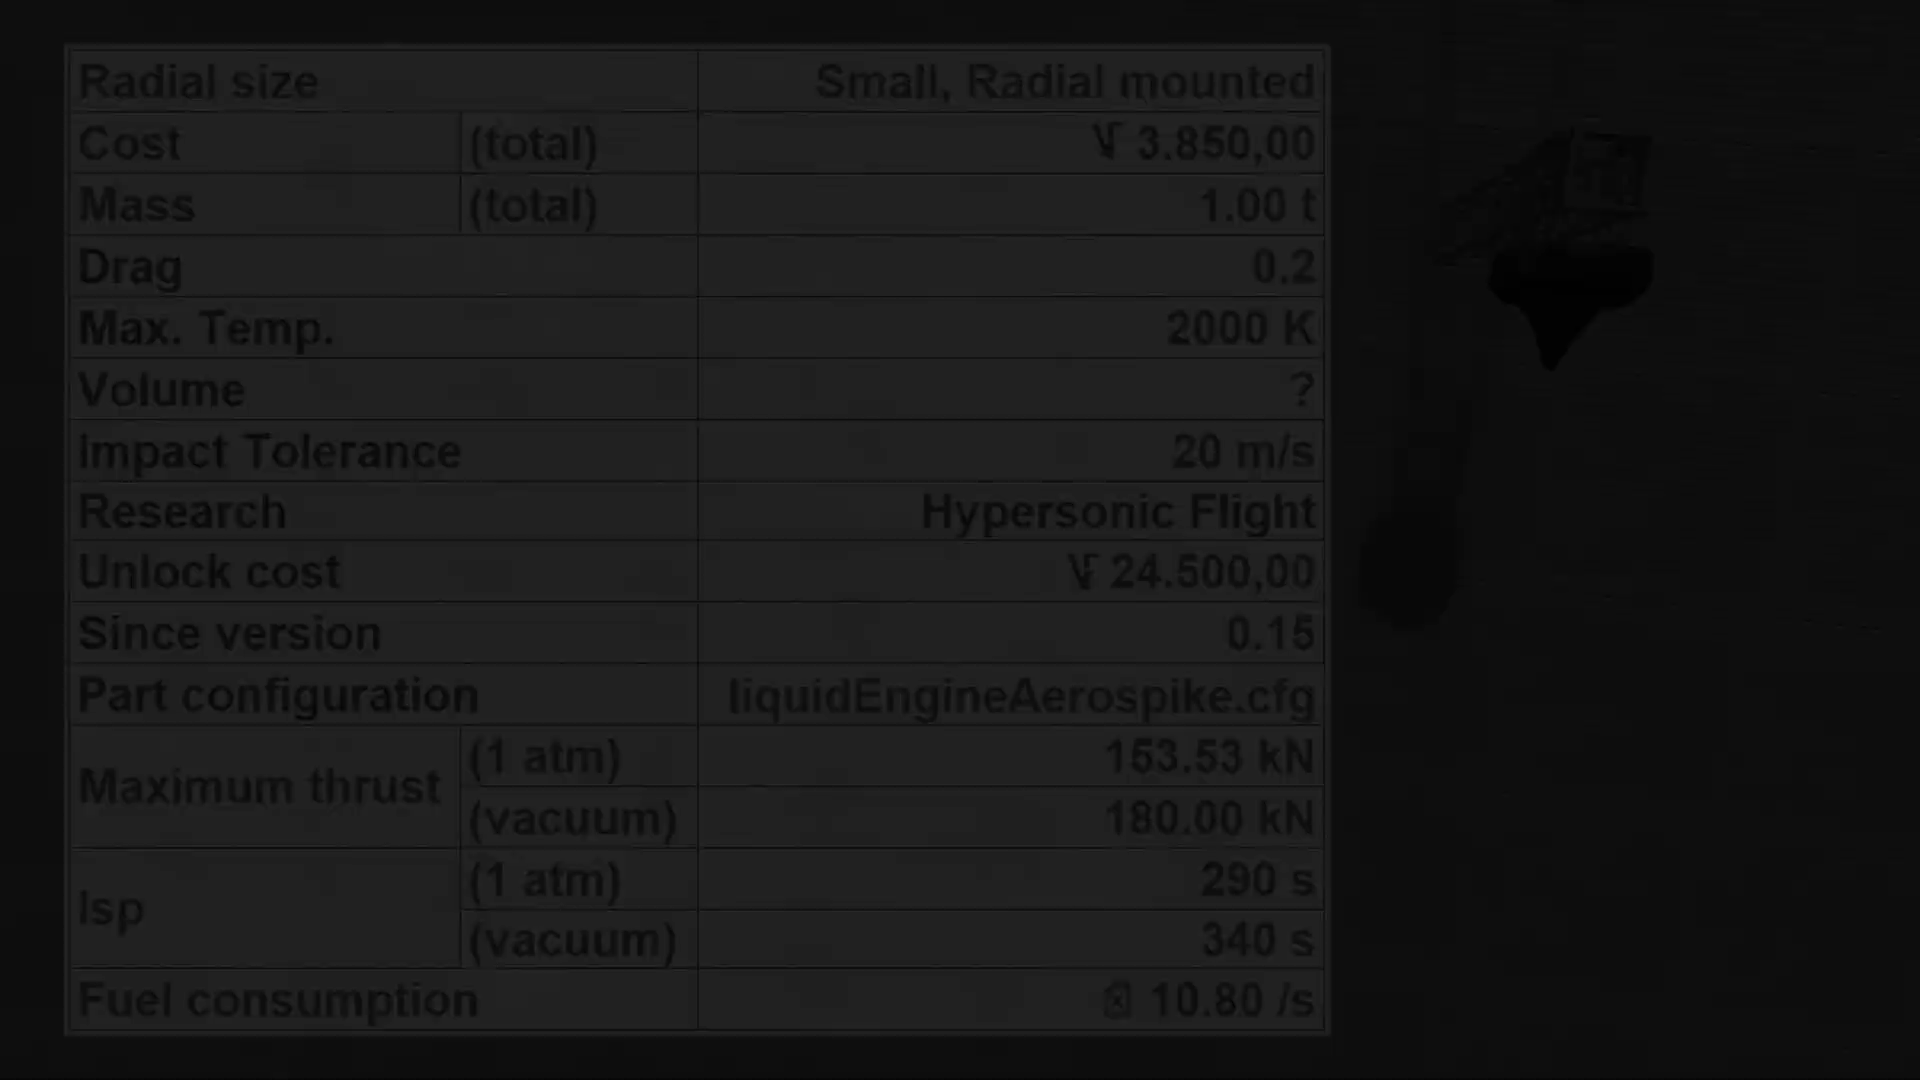 Radial size Small, Radial mounted
Cost (total) 3.850,00
Mass (total) 1.00 t
Drag 0.2
Max. Temp. 2000 K
Volume ?
Impact Tolerance 20 m/s
Research Hypersonic Flight
Unlock cost 24.500,00
Since version 0.15
Part configuration liquidEngineAerospike.cfg
Maximum thrust (1 atm) 153.53 kN
(vacuum) 180.00 kN
Isp (1 atm) 290 s
(vacuum) 340 s
Fuel consumption 10.80 /s